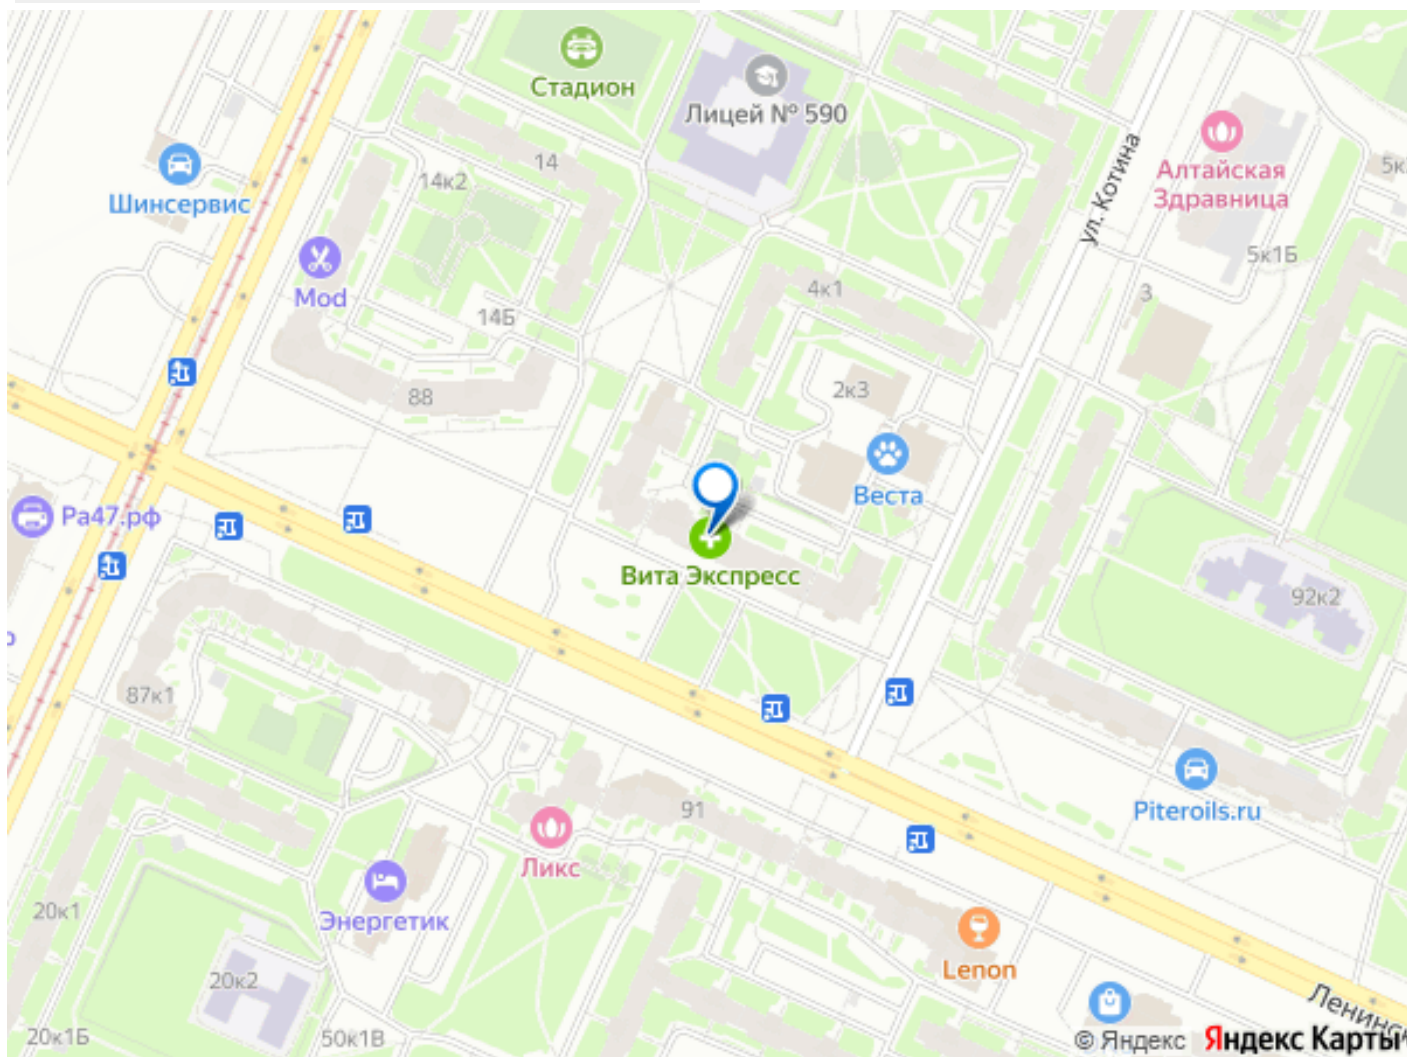 Стадион
Лицей № 590
ул. Котина
Алтайская
Здравница
5к
14
14к2
Шинсервис
Mod
14Б
4к1
5к1Б
3
88
2к3
Веста
Ра47.рф
Вита Экспресс
92к2
87к1
Piteroils.ru
91
Ликс
Энергетик
20к1
Lenon
20к2
20к1Б
50к1В
Ленинск
© Яндекс Яндекс Карты